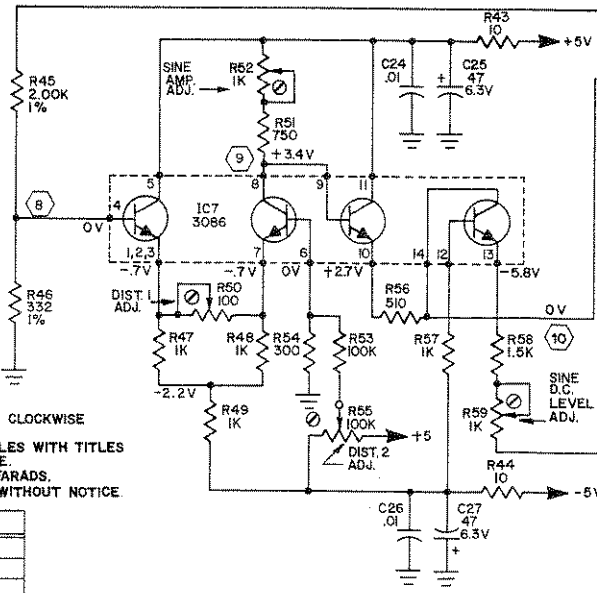 R43
10
+5V
R45
2.00K
1%
SINE
AMP.
ADJ.
R52
1K
C24
.01
+
C25
47
6.3V
R51
750
9
+3.4V
8
5
8
9
11
4
0V
IC7
3086
1,2,3
7
6
10
14
12
13
-.7V
-.7V
0V
+2.7V
-5.8V
R46
332
1%
DIST. 1
ADJ.
R50
100
R56
510
0V
10
R47
1K
R48
1K
R54
300
R53
100K
R57
1K
R58
1.5K
-2.2V
SINE
D.C.
LEVEL
ADJ.
R59
1K
R49
1K
R55
100K
+5
DIST. 2
ADJ.
R44
10
-5V
C26
.01
C27
47
6.3V
+
CLOCKWISE
LES WITH TITLES
E.
FARADS.
WITHOUT NOTICE.